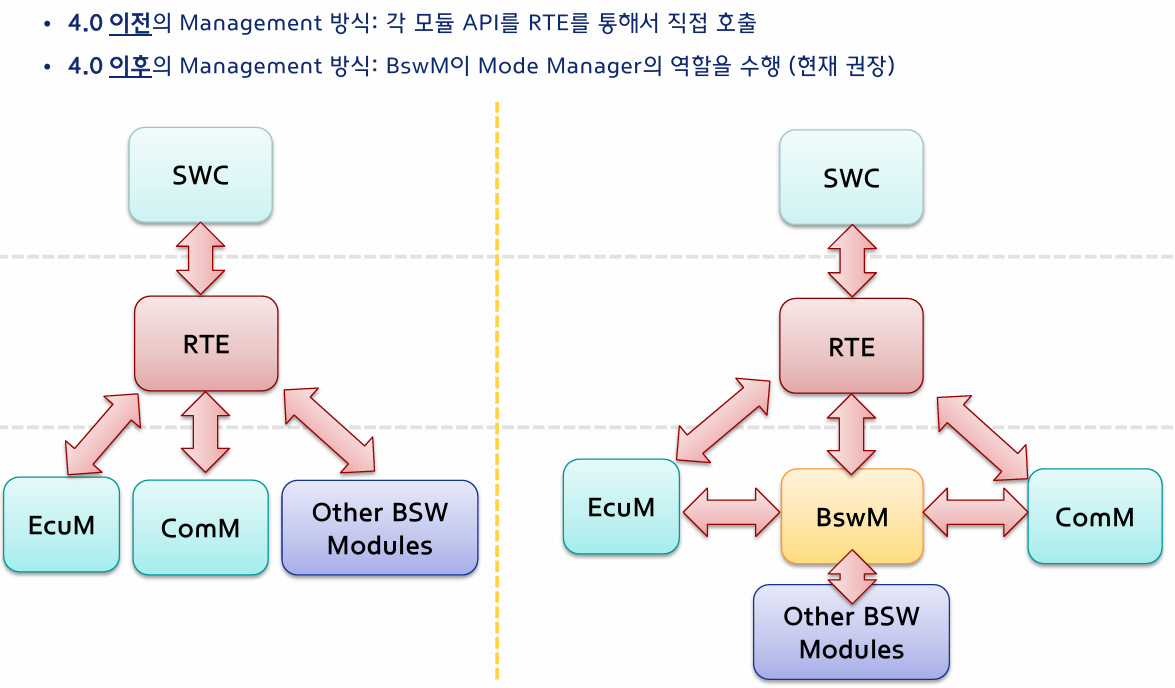 • 4.0 이전의 Management 방식: 각 모듈 API를 RTE를 통해서 직접 호출
• 4.0 이후의 Management 방식: BswM이 Mode Manager의 역할을 수행 (현재 권장)
SWC
RTE
EcuM
ComM
Other BSW
Modules
SWC
RTE
EcuM
BswM
ComM
Other BSW
Modules